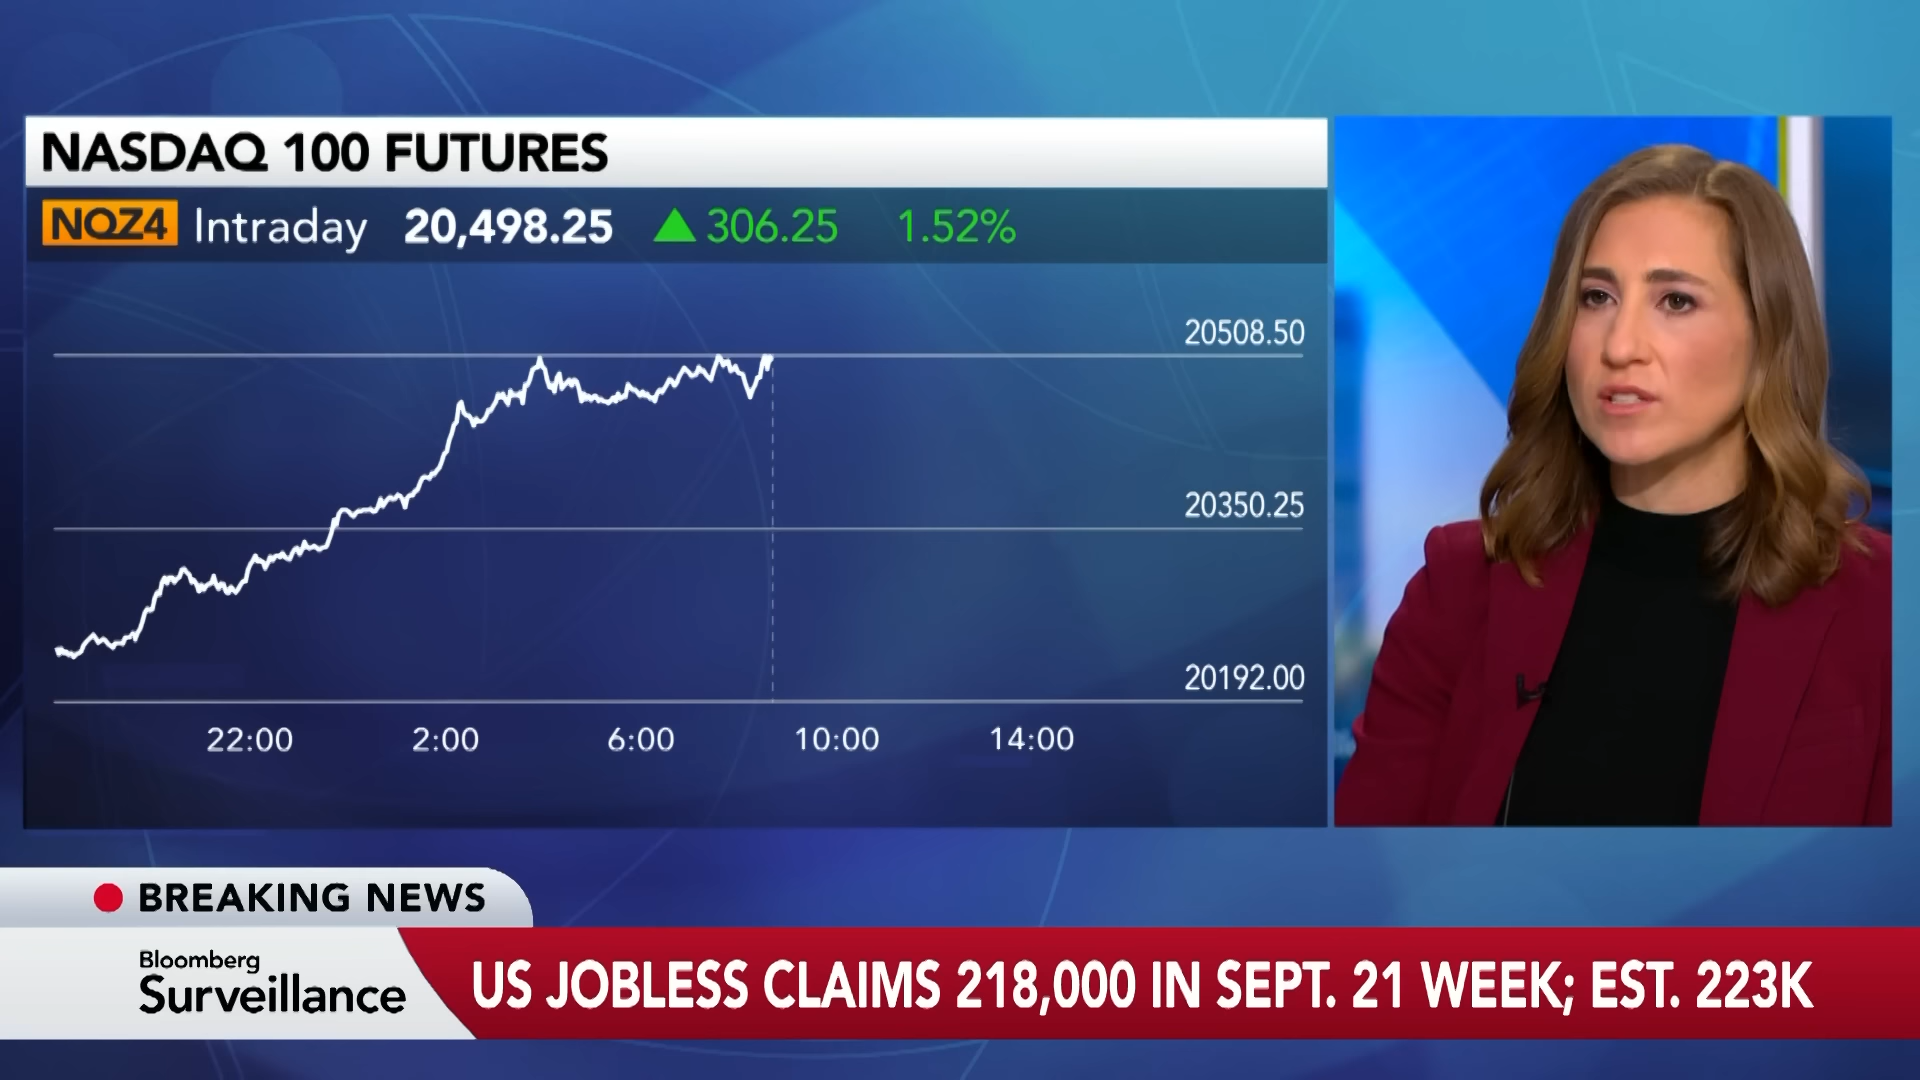 NASDAQ 100 FUTURES
NQZ4 Intraday 20,498.25 ▲ 306.25 1.52%
20508.50
20350.25
20192.00
22:00 2:00 6:00 10:00 14:00
BREAKING NEWS
Bloomberg
Surveillance
US JOBLESS CLAIMS 218,000 IN SEPT. 21 WEEK; EST. 223K